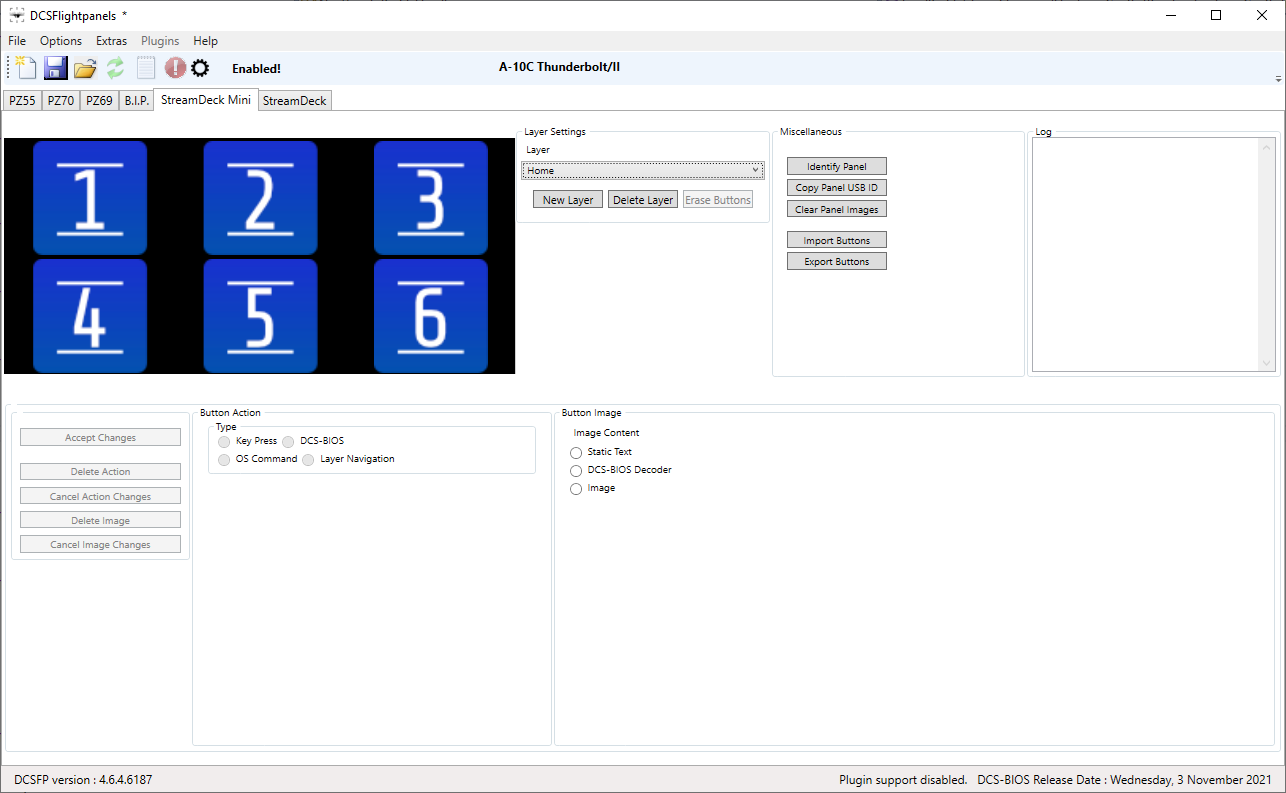 DCSFlightpanels *
File Options Extras Plugins Help
Enabled!
A-10C Thunderbolt/II
PZ55 PZ70 PZ69 B.I.P. StreamDeck Mini StreamDeck
1 2 3
4 5 6
Layer Settings
Layer
Home
New Layer Delete Layer Erase Buttons
Miscellaneous
Identify Panel
Copy Panel USB ID
Clear Panel Images
Import Buttons
Export Buttons
Log
Accept Changes
Delete Action
Cancel Action Changes
Delete Image
Cancel Image Changes
Button Action
Type
Key Press DCS-BIOS
OS Command Layer Navigation
Button Image
Image Content
Static Text
DCS-BIOS Decoder
Image
DCSFP version : 4.6.4.6187
Plugin support disabled. DCS-BIOS Release Date : Wednesday, 3 November 2021